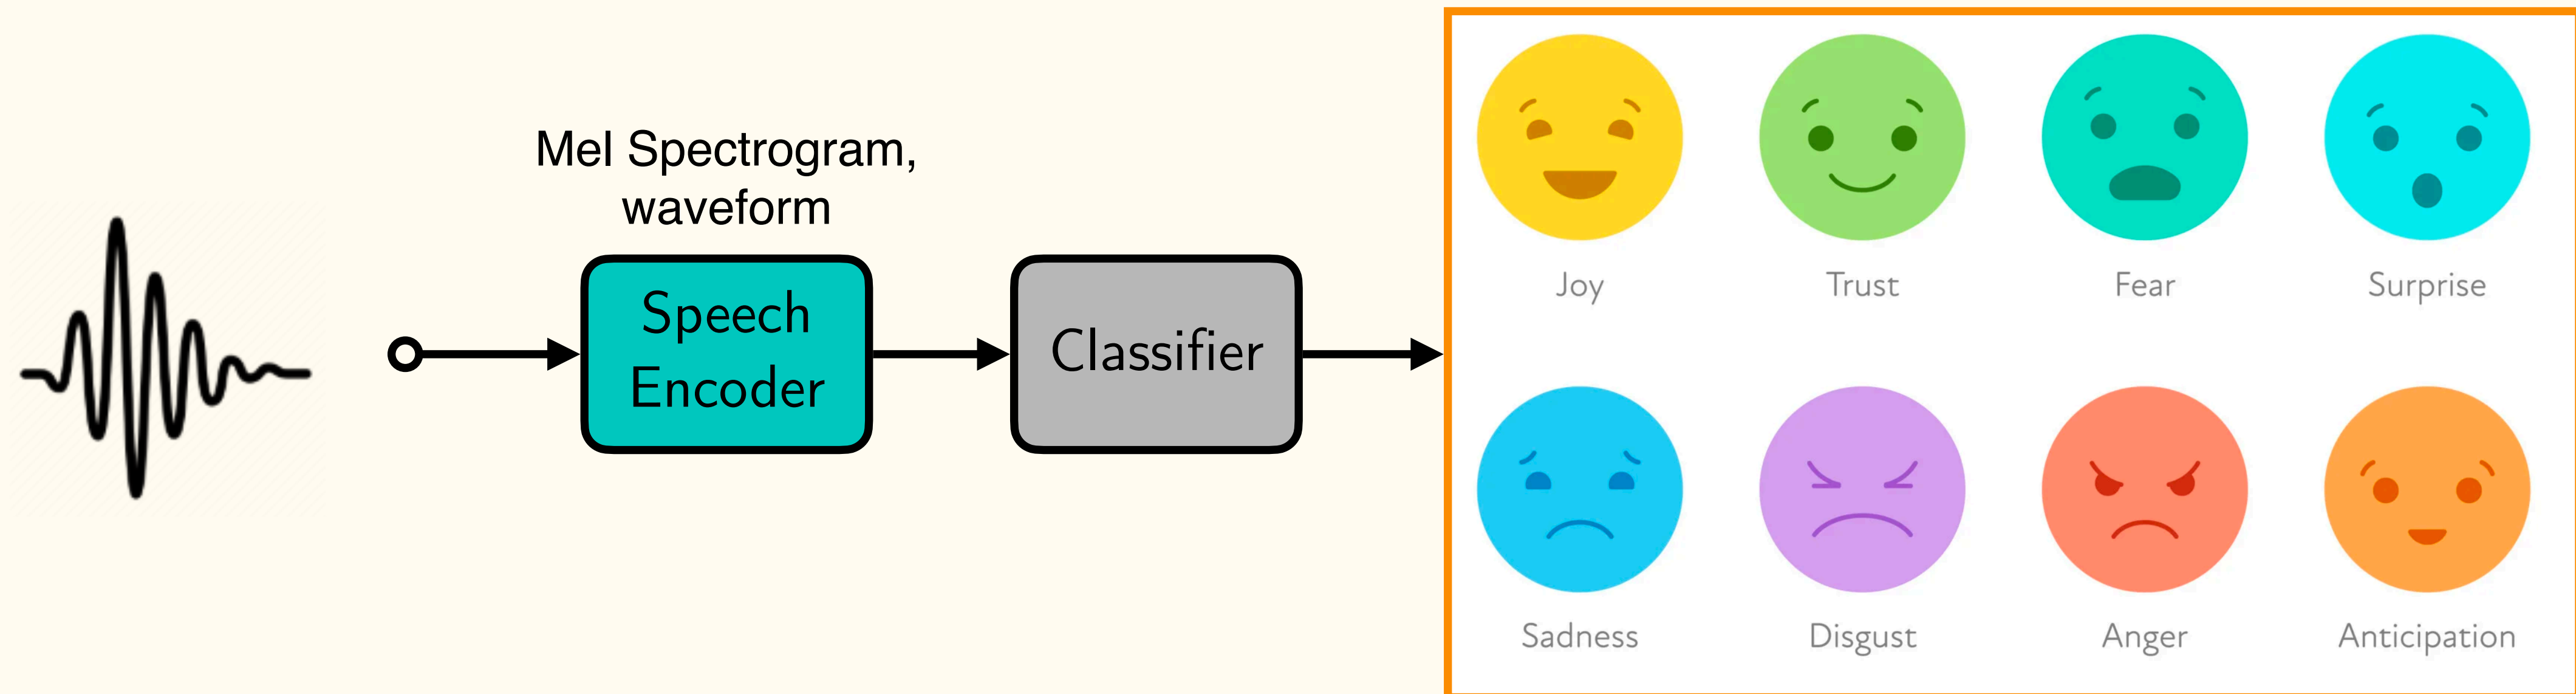 Mel Spectrogram,
waveform
Speech
Encoder
Classifier
Joy
Trust
Fear
Surprise
Sadness
Disgust
Anger
Anticipation